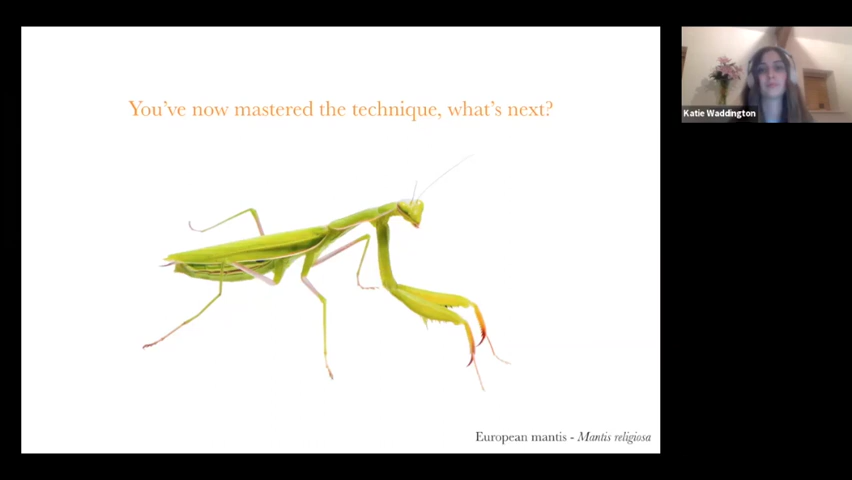 You've now mastered the technique, what's next?
Katie Waddington
European mantis - Mantis religiosa